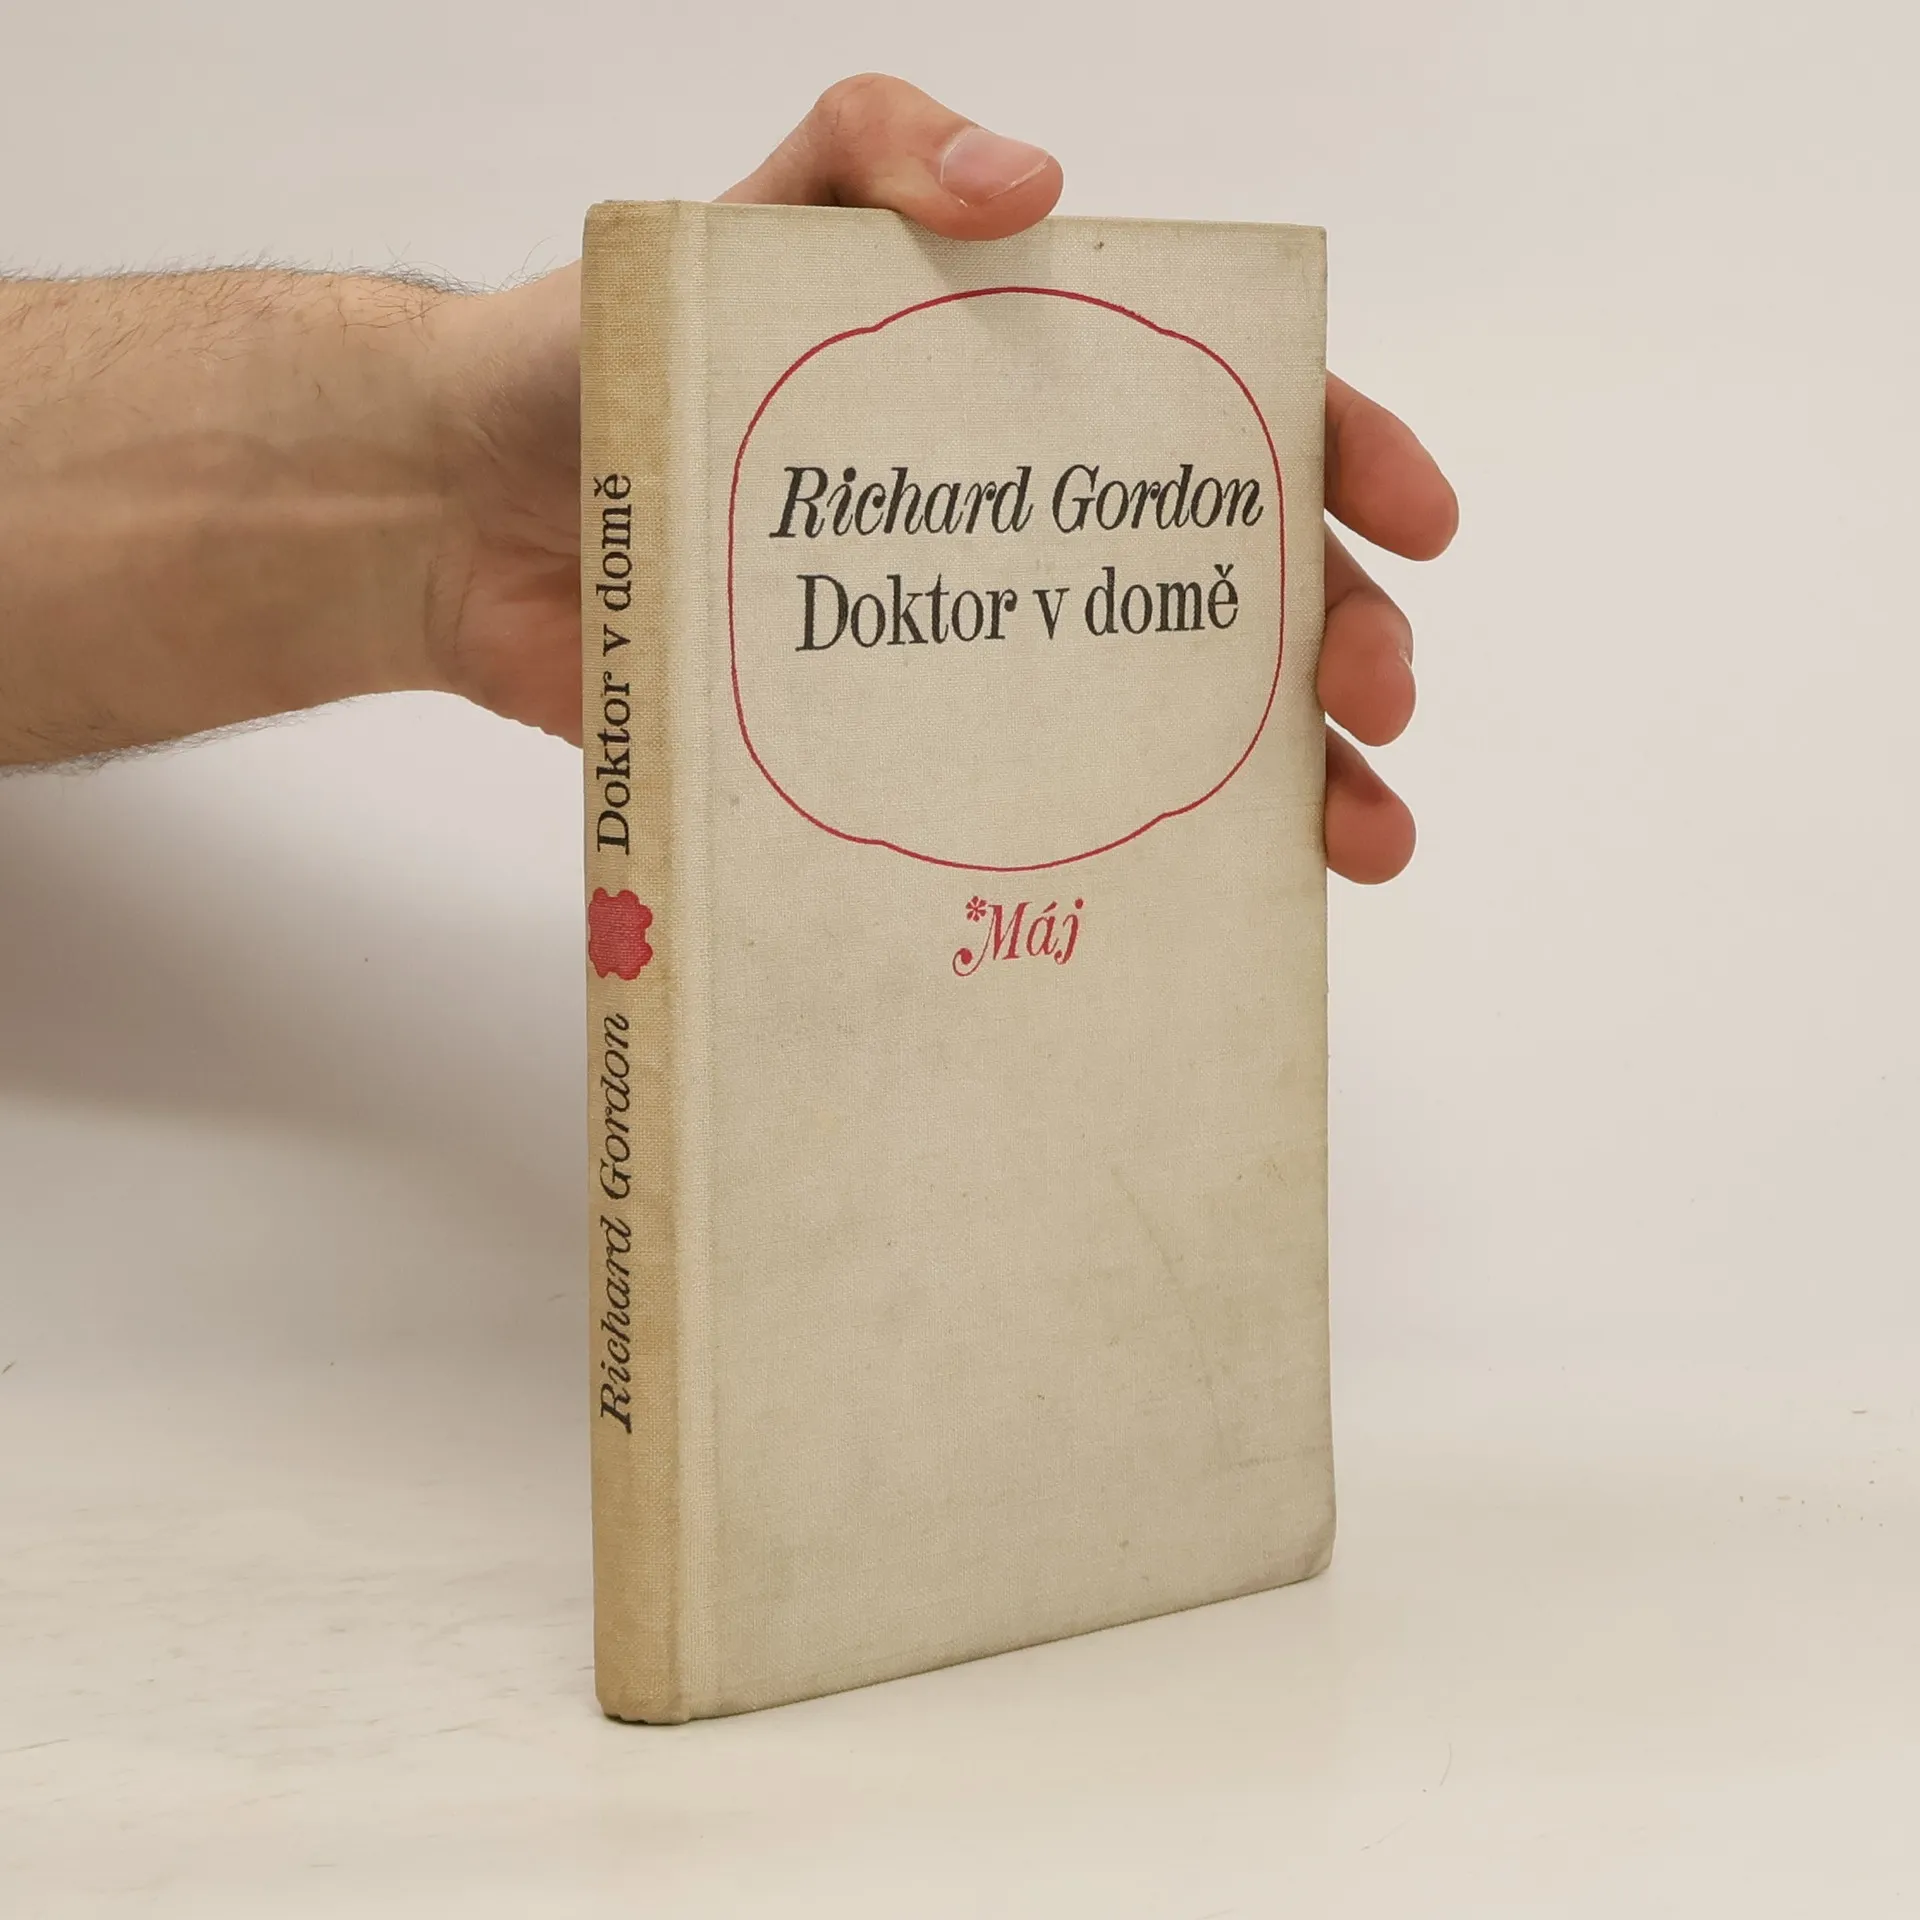 Richard Gordon
Doktor v domě
*Máj
Richard Gordon Doktor v domě